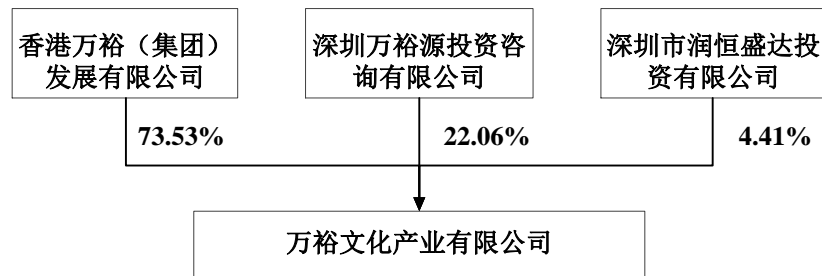 香港万裕（集团）
发展有限公司
深圳万裕源投资咨
询有限公司
深圳市润恒盛达投
资有限公司
73.53%
22.06%
4.41%
万裕文化产业有限公司